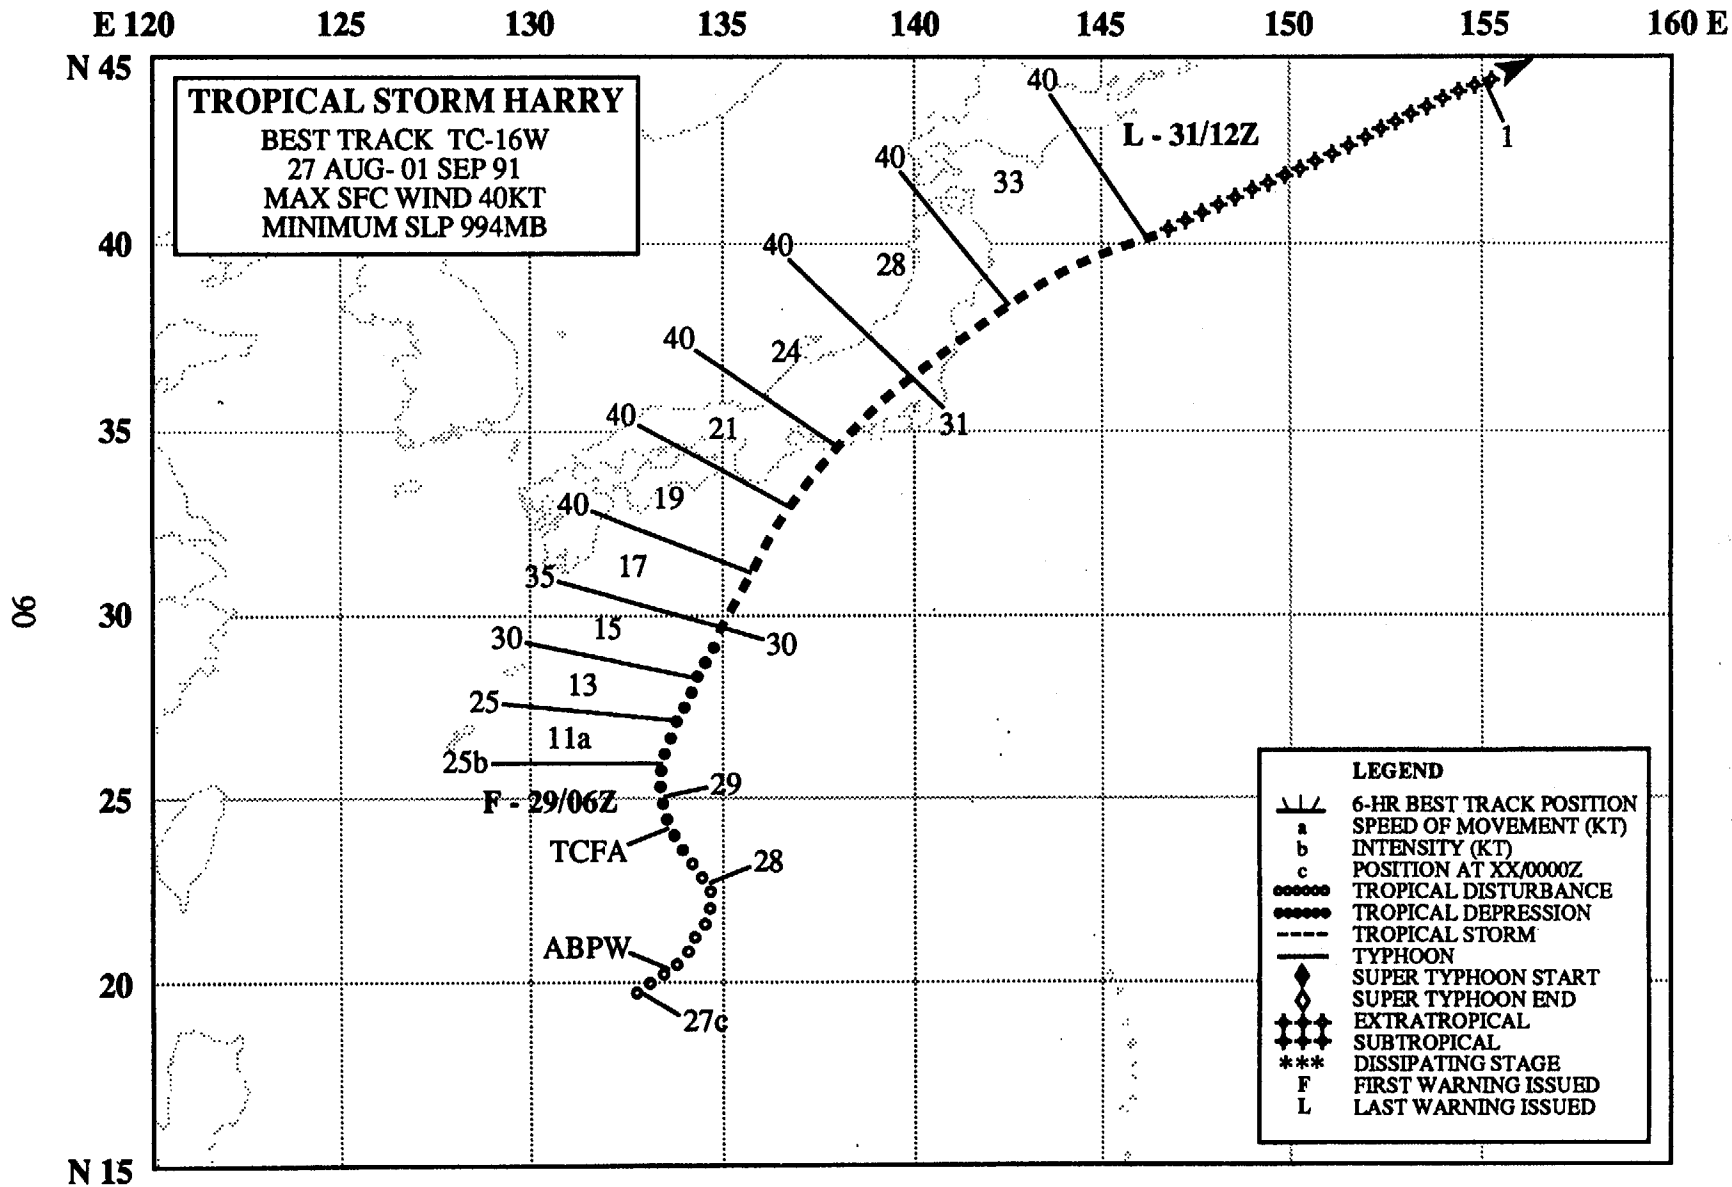 E 120 125 130 135 140 145 150 155 160 E
N 45
TROPICAL STORM HARRY
BEST TRACK TC-16W
27 AUG- 01 SEP 91
MAX SFC WIND 40KT
MINIMUM SLP 994MB
40
L - 31/12Z
1
40
33
40
40
28
40
24
40
35
21
31
40
19
35
17
30
15
30
30
13
25
11a
25b
29
25
F - 29/06Z
TCFA
28
ABPW
20
27c
N 15
90
LEGEND
6-HR BEST TRACK POSITION
a SPEED OF MOVEMENT (KT)
b INTENSITY (KT)
c POSITION AT XX/0000Z
TROPICAL DISTURBANCE
TROPICAL DEPRESSION
TROPICAL STORM
TYPHOON
SUPER TYPHOON START
SUPER TYPHOON END
EXTRATROPICAL
SUBTROPICAL
*** DISSIPATING STAGE
F FIRST WARNING ISSUED
L LAST WARNING ISSUED